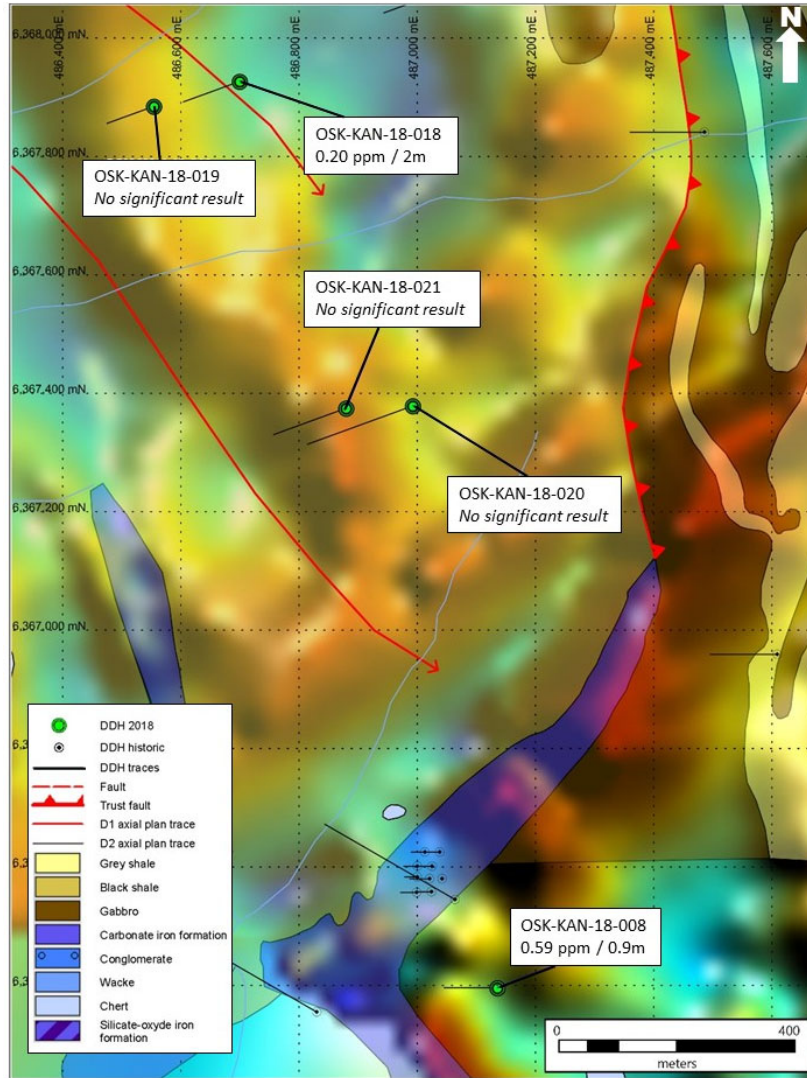 486,400 mE
486,600 mE
486,800 mE
487,000 mE
487,200 mE
487,400 mE
487,600 mE
N
6,368,000 mN.
OSK-KAN-18-018
0.20 ppm / 2m
6,367,800 mN.
OSK-KAN-18-019
No significant result
6,367,600 mN.
OSK-KAN-18-021
No significant result
6,367,400 mN.
OSK-KAN-18-020
No significant result
6,367,200 mN.
6,367,000 mN.
DDH 2018
DDH historic
DDH traces
Fault
Trust fault
D1 axial plan trace
D2 axial plan trace
Grey shale
Black shale
Gabbro
Carbonate iron formation
Conglomerate
Wacke
Chert
Silicate-oxyde iron
formation
OSK-KAN-18-008
0.59 ppm / 0.9m
0 400
meters